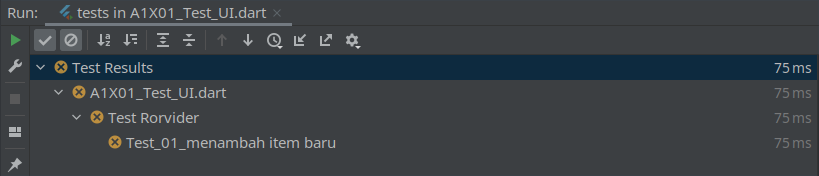 Run: tests in A1X01_Test_UI.dart
Test Results 75 ms
A1X01_Test_UI.dart 75 ms
Test Rorvider 75 ms
Test_01_menambah item baru 75 ms